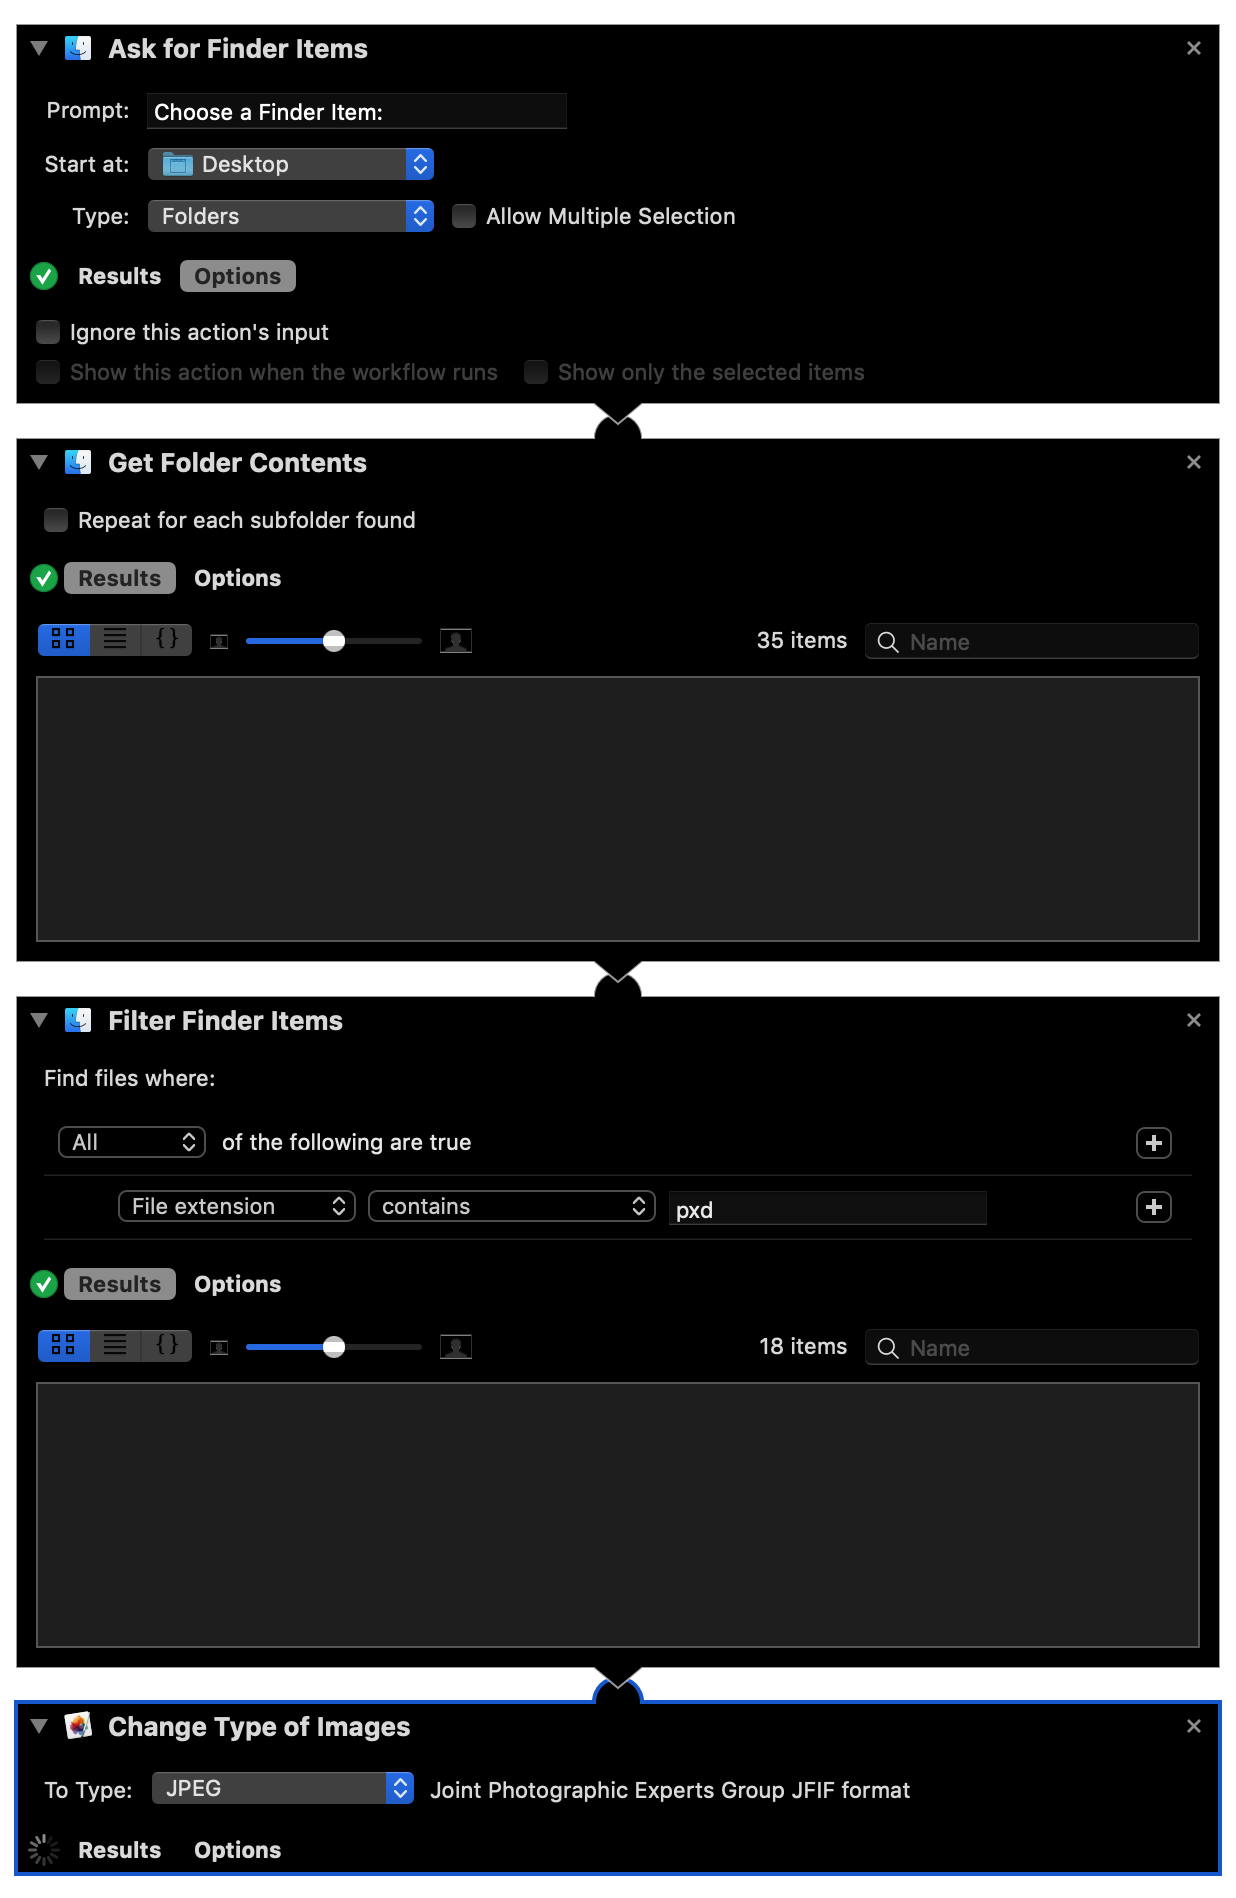 Ask for Finder Items
Prompt: Choose a Finder Item:
Start at: Desktop
Type: Folders Allow Multiple Selection
Results Options
Ignore this action's input
Show this action when the workflow runs Show only the selected items
Get Folder Contents
Repeat for each subfolder found
Results Options
{} 35 items Name
Filter Finder Items
Find files where:
All of the following are true
File extension contains pxd
Results Options
{} 18 items Name
Change Type of Images
To Type: JPEG Joint Photographic Experts Group JFIF format
Results Options